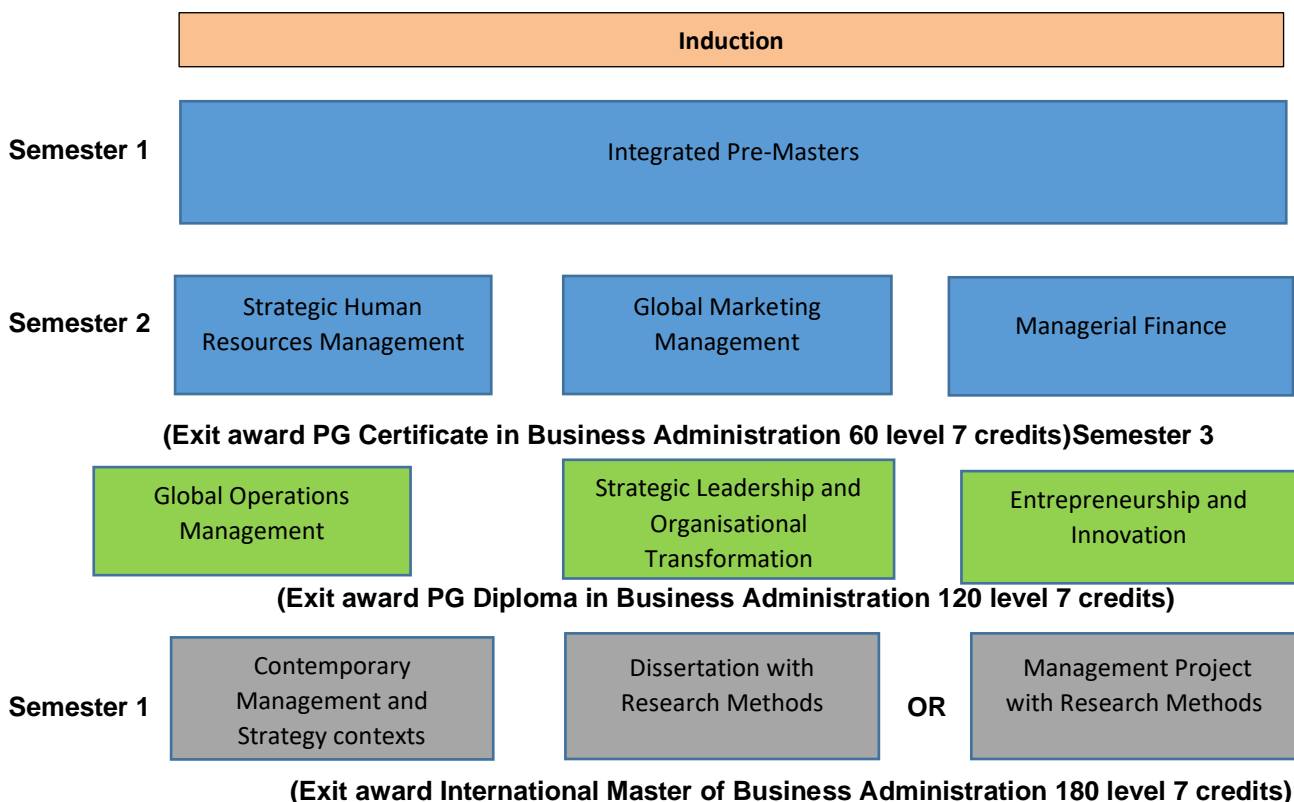 Induction
Semester 1
Integrated Pre-Masters
Semester 2
Strategic Human
Resources Management
Global Marketing
Management
Managerial Finance
(Exit award PG Certificate in Business Administration 60 level 7 credits)Semester 3
Global Operations
Management
Strategic Leadership and
Organisational
Transformation
Entrepreneurship and
Innovation
(Exit award PG Diploma in Business Administration 120 level 7 credits)
Semester 1
Contemporary
Management and
Strategy contexts
Dissertation with
Research Methods
OR
Management Project
with Research Methods
(Exit award International Master of Business Administration 180 level 7 credits)